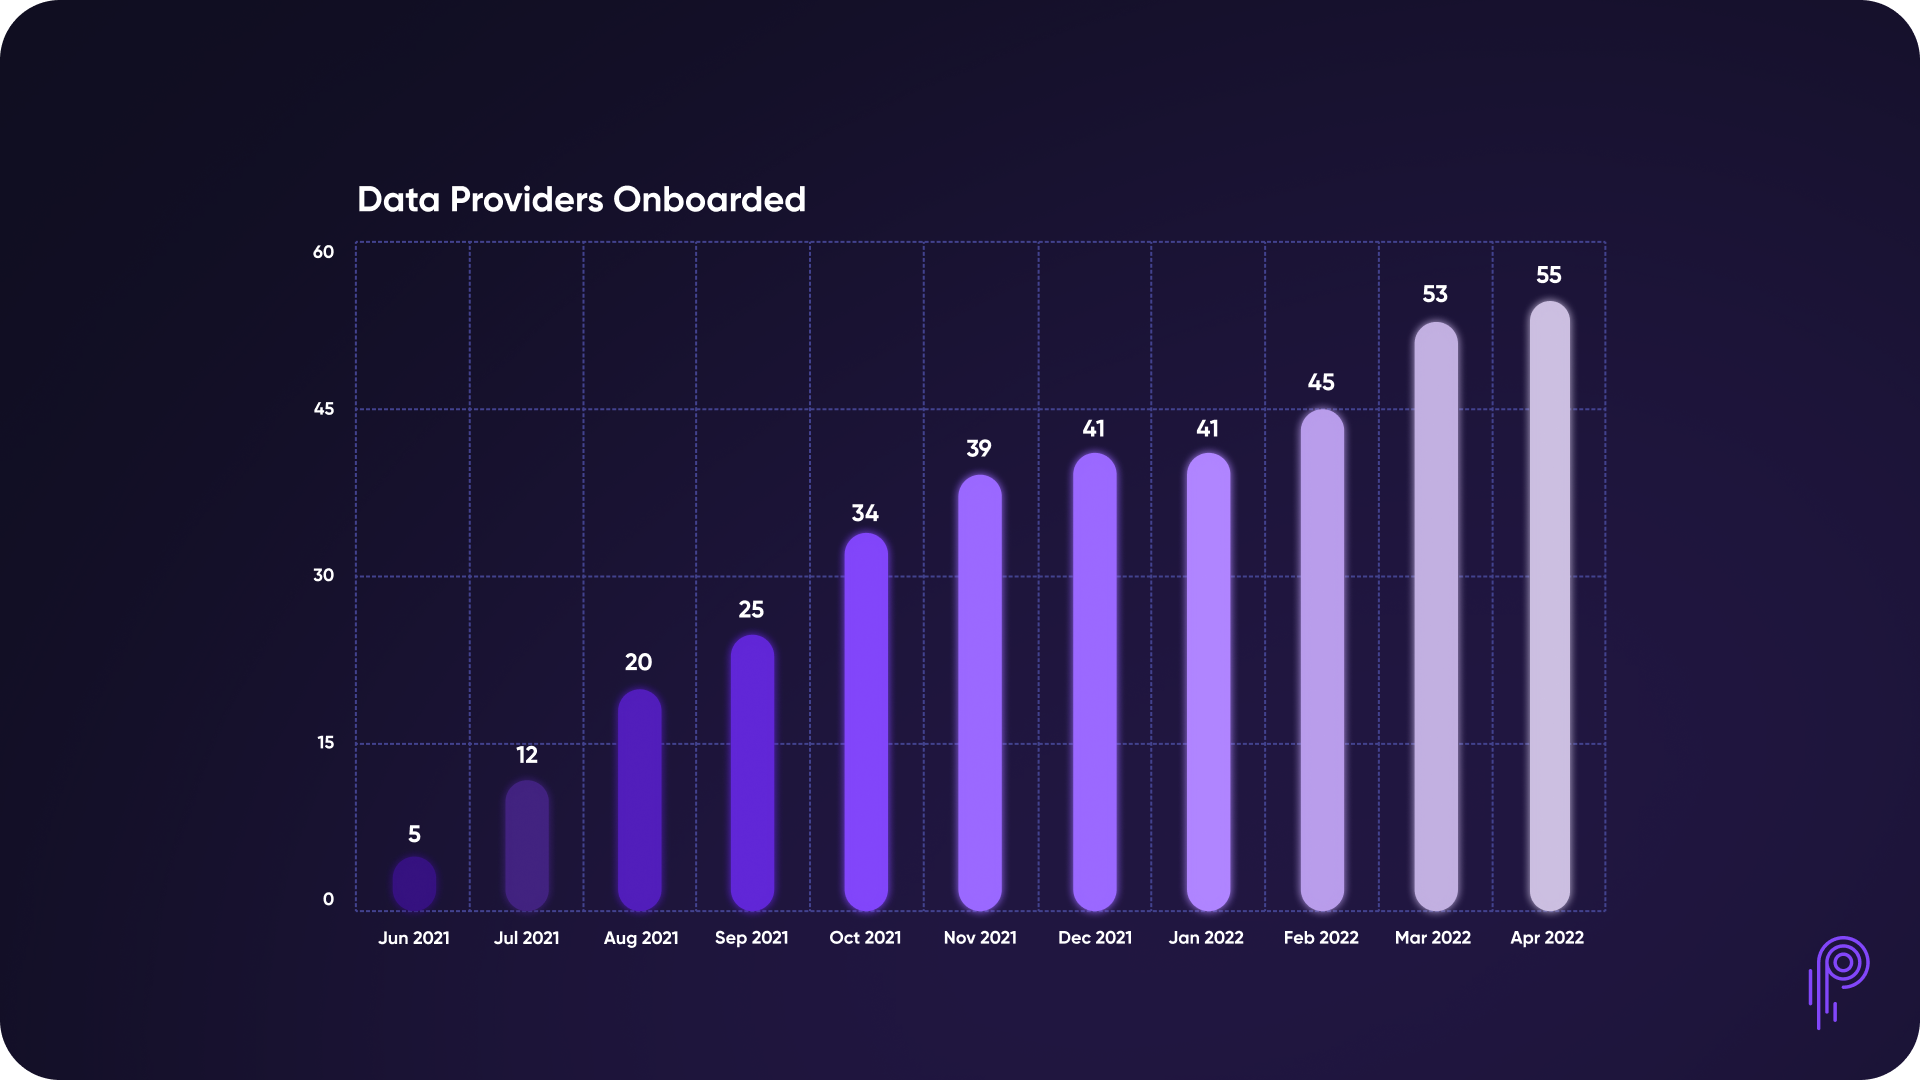 Data Providers Onboarded
60
45
30
15
0
5
12
20
25
34
39
41
41
45
53
55
Jun 2021
Jul 2021
Aug 2021
Sep 2021
Oct 2021
Nov 2021
Dec 2021
Jan 2022
Feb 2022
Mar 2022
Apr 2022